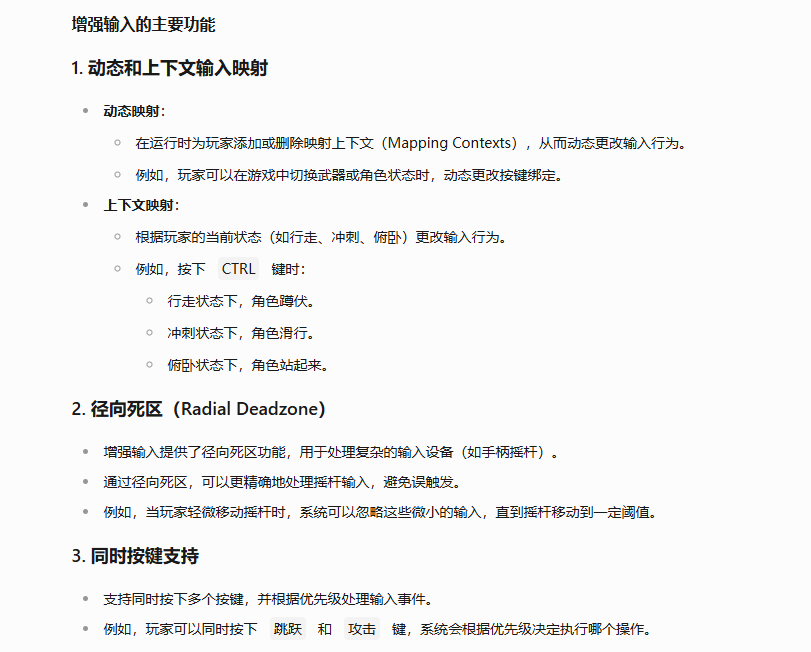 增强输入的主要功能
1. 动态和上下文输入映射
动态映射：
在运行时为玩家添加或删除映射上下文（Mapping Contexts），从而动态更改输入行为。
例如，玩家可以在游戏中切换武器或角色状态时，动态更改按键绑定。
上下文映射：
根据玩家的当前状态（如行走、冲刺、俯卧）更改输入行为。
例如，按下 CTRL 键时：
行走状态下，角色蹲伏。
冲刺状态下，角色滑行。
俯卧状态下，角色站起来。
2. 径向死区（Radial Deadzone）
增强输入提供了径向死区功能，用于处理复杂的输入设备（如手柄摇杆）。
通过径向死区，可以更精确地处理摇杆输入，避免误触发。
例如，当玩家轻微移动摇杆时，系统可以忽略这些微小的输入，直到摇杆移动到一定阈值。
3. 同时按键支持
支持同时按下多个按键，并根据优先级处理输入事件。
例如，玩家可以同时按下 跳跃 和 攻击 键，系统会根据优先级决定执行哪个操作。